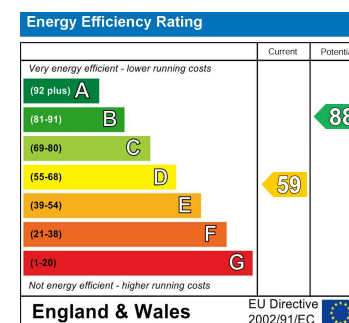 Energy Efficiency Rating
Current Potentia
Very energy efficient - lower running costs
(92 plus) A
(81-91) B
88
(69-80) C
(55-68) D
59
(39-54) E
(21-38) F
(1-20) G
Not energy efficient - higher running costs
England & Wales
EU Directive
2002/91/EC